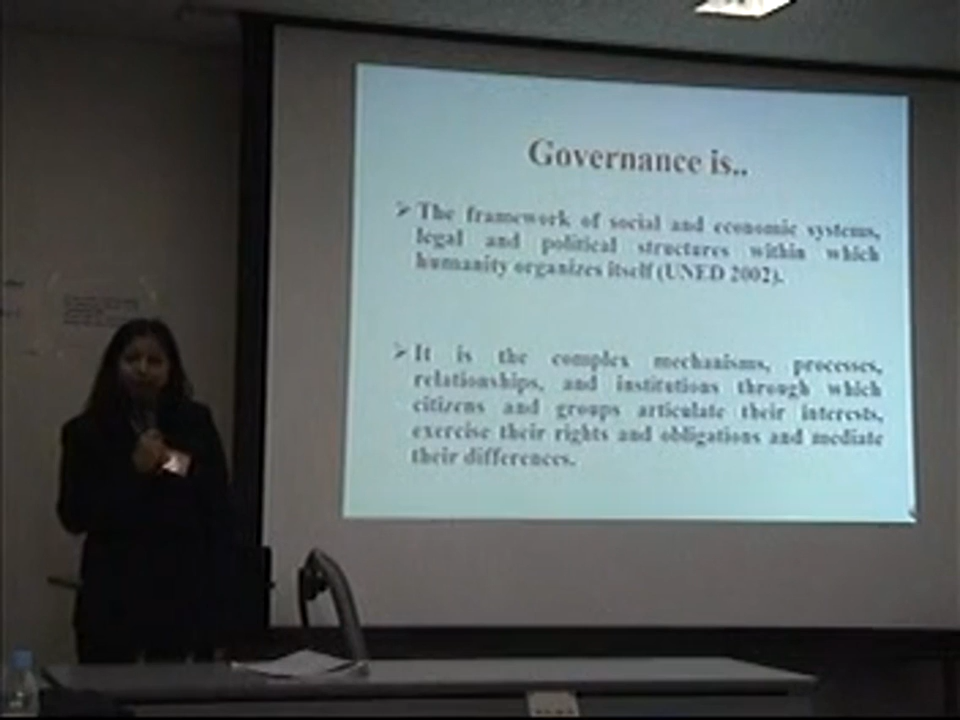 Governance is..
➢ The framework of social and economic systems,
legal and political structures within which
humanity organizes itself (UNED 2002).
➢ It is the complex mechanisms, processes,
relationships, and institutions through which
citizens and groups articulate their interests,
exercise their rights and obligations and mediate
their differences.